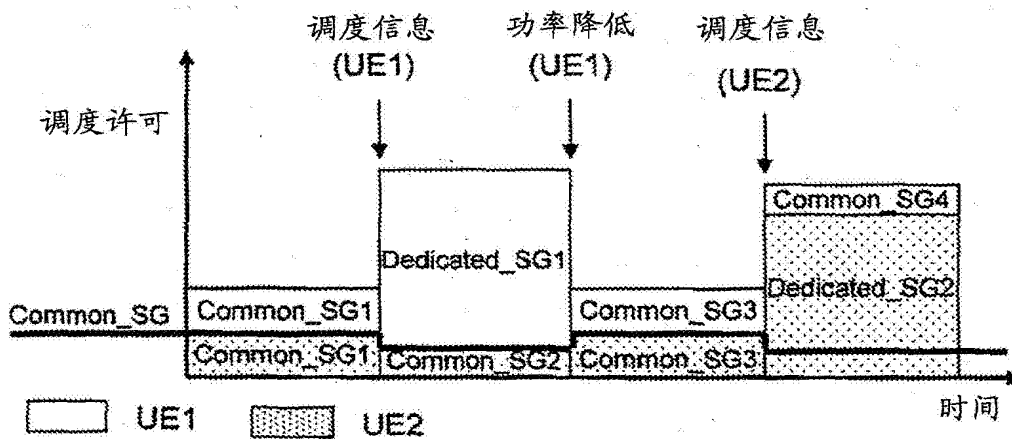 调度信息 功率降低 调度信息
(UE1) (UE1) (UE2)
调度许可
Common_SG4
Dedicated_SG1
Dedicated_SG2
Common_SG Common_SG1 Common_SG3
Common_SG1 Common_SG2 Common_SG3
时间
UE1 UE2